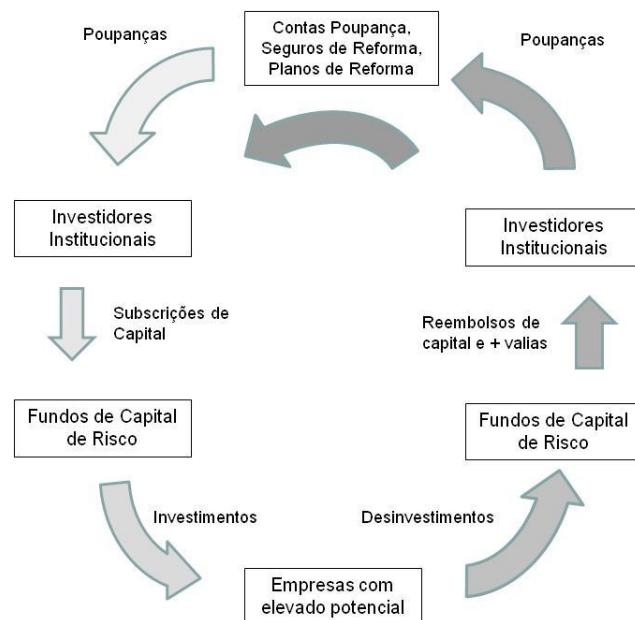 Contas Poupança,
Seguros de Reforma,
Planos de Reforma
Poupanças
Poupanças
Investidores
Institucionais
Investidores
Institucionais
Subscrições de
Capital
Reembolsos de
capital e + valias
Fundos de Capital
de Risco
Fundos de Capital
de Risco
Investimentos
Desinvestimentos
Empresas com
elevado potencial